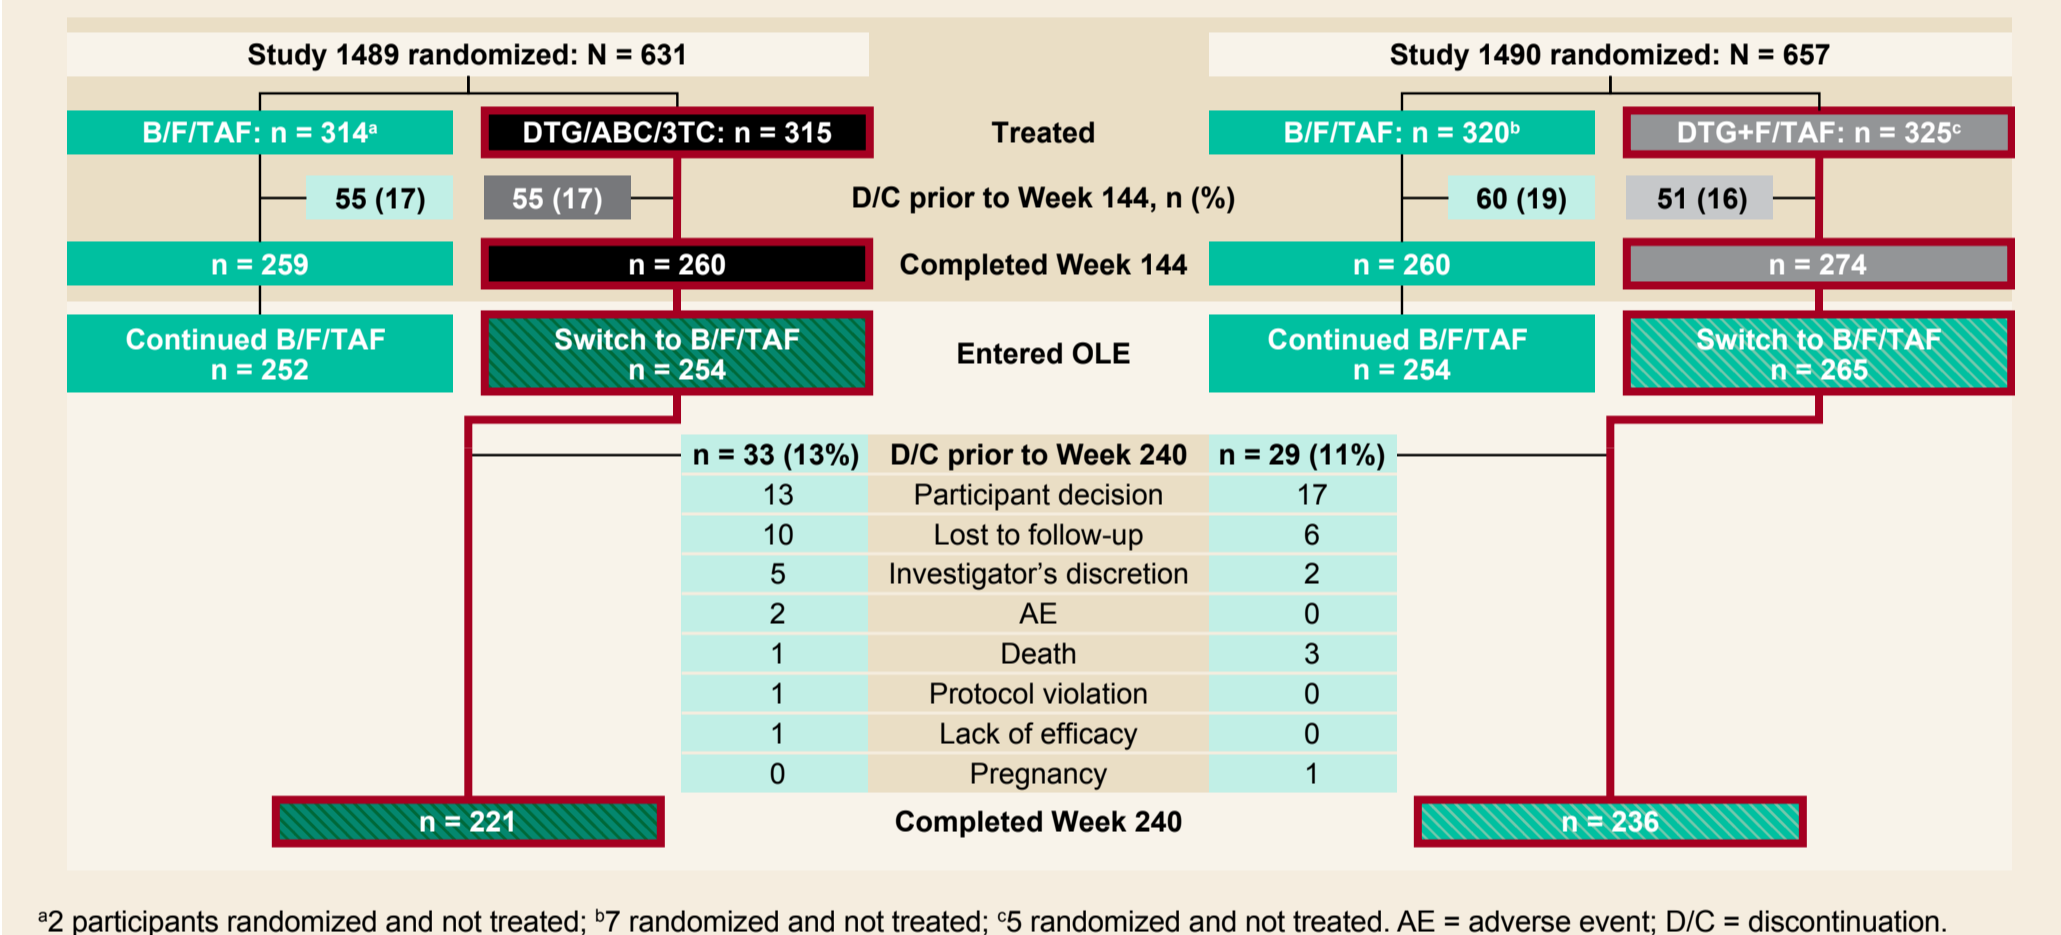 Study 1489 randomized: N = 631
Study 1490 randomized: N = 657
B/F/TAF: n = 314ᵃ
DTG/ABC/3TC: n = 315
Treated
B/F/TAF: n = 320ᵇ
DTG+F/TAF: n = 325ᶜ
55 (17)
55 (17)
D/C prior to Week 144, n (%)
60 (19)
51 (16)
n = 259
n = 260
Completed Week 144
n = 260
n = 274
Continued B/F/TAF
n = 252
Switch to B/F/TAF
n = 254
Entered OLE
Continued B/F/TAF
n = 254
Switch to B/F/TAF
n = 265
n = 33 (13%)
D/C prior to Week 240
n = 29 (11%)
13
Participant decision
17
10
Lost to follow-up
6
5
Investigator’s discretion
2
2
AE
0
1
Death
3
1
Protocol violation
0
1
Lack of efficacy
0
0
Pregnancy
1
n = 221
Completed Week 240
n = 236
ᵃ2 participants randomized and not treated; ᵇ7 randomized and not treated; ᶜ5 randomized and not treated. AE = adverse event; D/C = discontinuation.